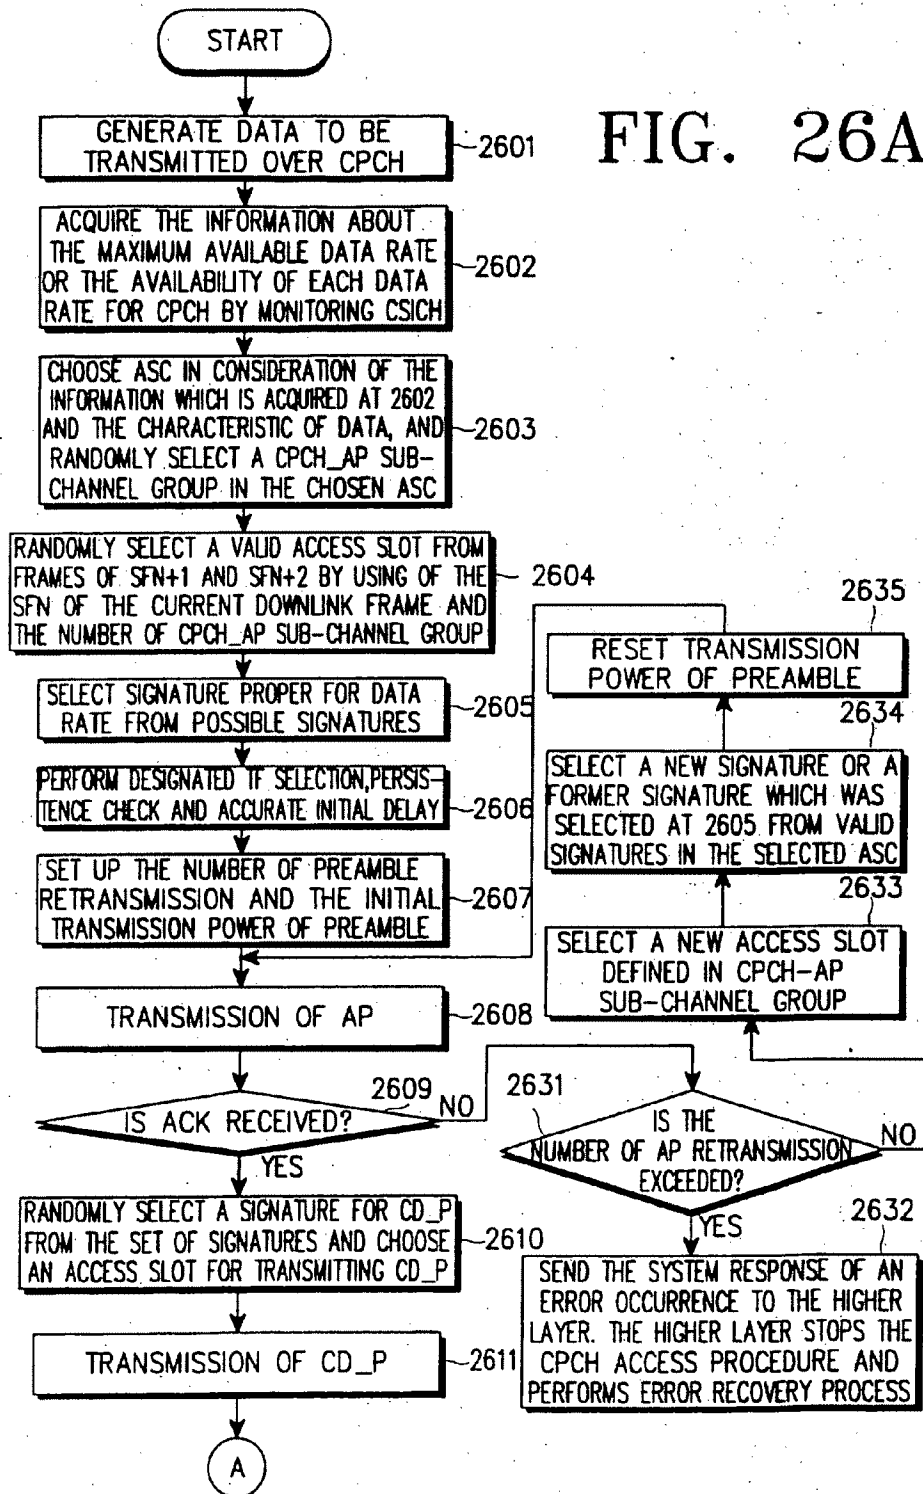 START
FIG. 26A
GENERATE DATA TO BE
TRANSMITTED OVER CPCH
2601
ACQUIRE THE INFORMATION ABOUT
THE MAXIMUM AVAILABLE DATA RATE
OR THE AVAILABILITY OF EACH DATA
RATE FOR CPCH BY MONITORING CSICH
2602
CHOOSE ASC IN CONSIDERATION OF THE
INFORMATION WHICH IS ACQUIRED AT 2602
AND THE CHARACTERISTIC OF DATA, AND
RANDOMLY SELECT A CPCH_AP SUB-
CHANNEL GROUP IN THE CHOSEN ASC
2603
RANDOMLY SELECT A VALID ACCESS SLOT FROM
FRAMES OF SFN+1 AND SFN+2 BY USING OF THE
SFN OF THE CURRENT DOWNLINK FRAME AND
THE NUMBER OF CPCH_AP SUB-CHANNEL GROUP
2604
SELECT SIGNATURE PROPER FOR DATA
RATE FROM POSSIBLE SIGNATURES
2605
PERFORM DESIGNATED TF SELECTION,PERSIS-
TENCE CHECK AND ACCURATE INITIAL DELAY
2606
SET UP THE NUMBER OF PREAMBLE
RETRANSMISSION AND THE INITIAL
TRANSMISSION POWER OF PREAMBLE
2607
TRANSMISSION OF AP
2608
IS ACK RECEIVED?
2609
NO
YES
RANDOMLY SELECT A SIGNATURE FOR CD_P
FROM THE SET OF SIGNATURES AND CHOOSE
AN ACCESS SLOT FOR TRANSMITTING CD_P
2610
TRANSMISSION OF CD_P
2611
A
2635
RESET TRANSMISSION
POWER OF PREAMBLE
2634
SELECT A NEW SIGNATURE OR A
FORMER SIGNATURE WHICH WAS
SELECTED AT 2605 FROM VALID
SIGNATURES IN THE SELECTED ASC
2633
SELECT A NEW ACCESS SLOT
DEFINED IN CPCH-AP
SUB-CHANNEL GROUP
2631
IS THE
NUMBER OF AP RETRANSMISSION
EXCEEDED?
NO
YES
2632
SEND THE SYSTEM RESPONSE OF AN
ERROR OCCURRENCE TO THE HIGHER
LAYER. THE HIGHER LAYER STOPS THE
CPCH ACCESS PROCEDURE AND
PERFORMS ERROR RECOVERY PROCESS